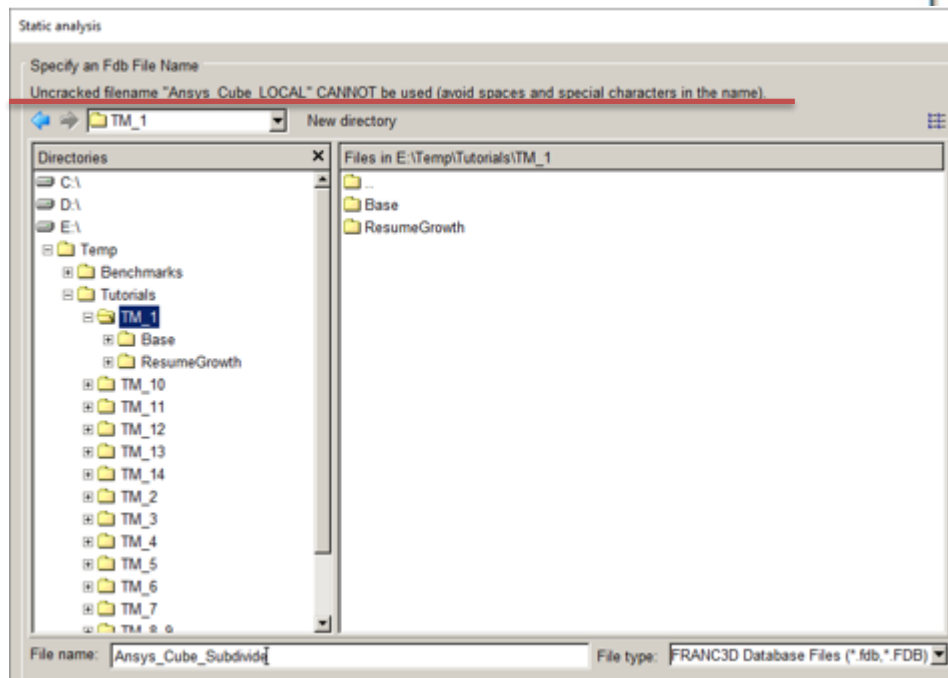 Static analysis
Specify an Fdb File Name
Uncracked filename "Ansys_Cube_LOCAL" CANNOT be used (avoid spaces and special characters in the name).
TM_1
New directory
Directories
Files in E:\Temp\Tutorials\TM_1
C:\
D:\
E:\
Temp
Benchmarks
Tutorials
TM_1
Base
ResumeGrowth
TM_10
TM_11
TM_12
TM_13
TM_14
TM_2
TM_3
TM_4
TM_5
TM_6
TM_7
TM_8_9
..
Base
ResumeGrowth
File name: Ansys_Cube_Subdivide
File type: FRANC3D Database Files (*.fdb,*.FDB)